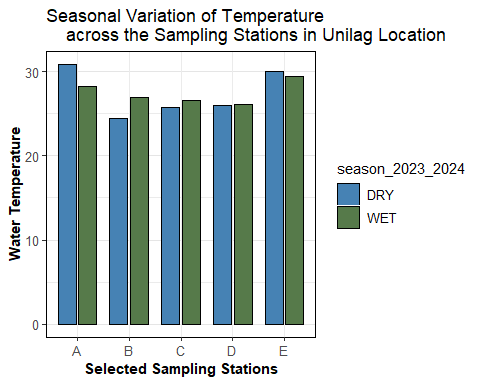 Seasonal Variation of Temperature
across the Sampling Stations in Unilag Location
Water Temperature
30
20
10
0
A B C D E
Selected Sampling Stations
season_2023_2024
DRY
WET